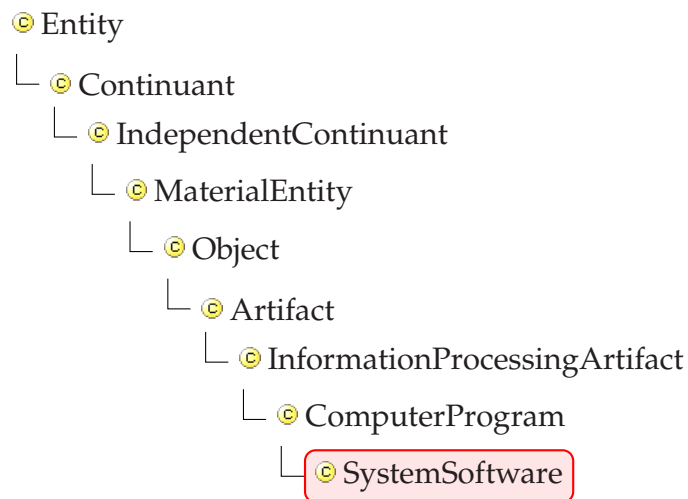 Entity
Continuant
IndependentContinuant
MaterialEntity
Object
Artifact
InformationProcessingArtifact
ComputerProgram
SystemSoftware